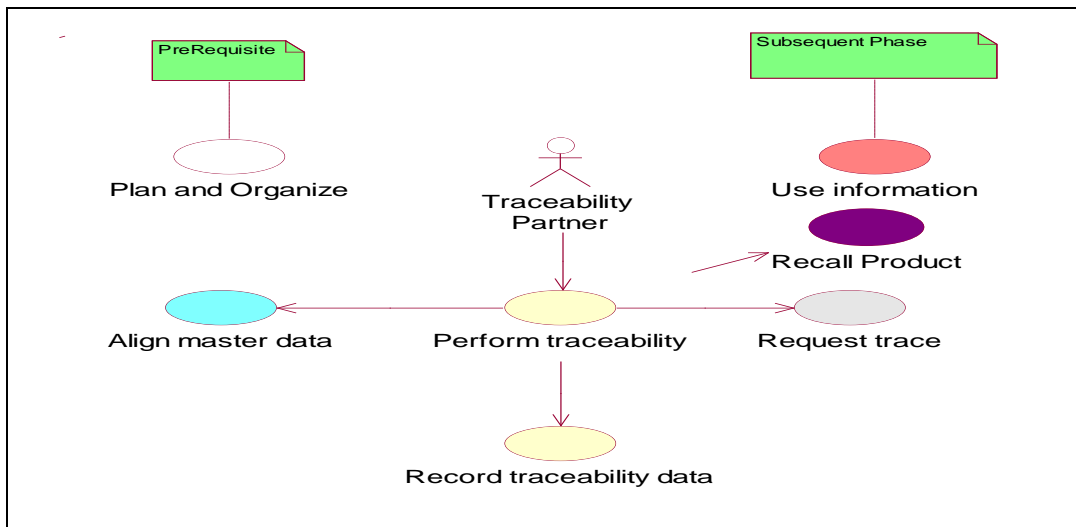 PreRequisite
Subsequent Phase
Plan and Organize
Traceability
Partner
Use information
Recall Product
Align master data
Perform traceability
Request trace
Record traceability data